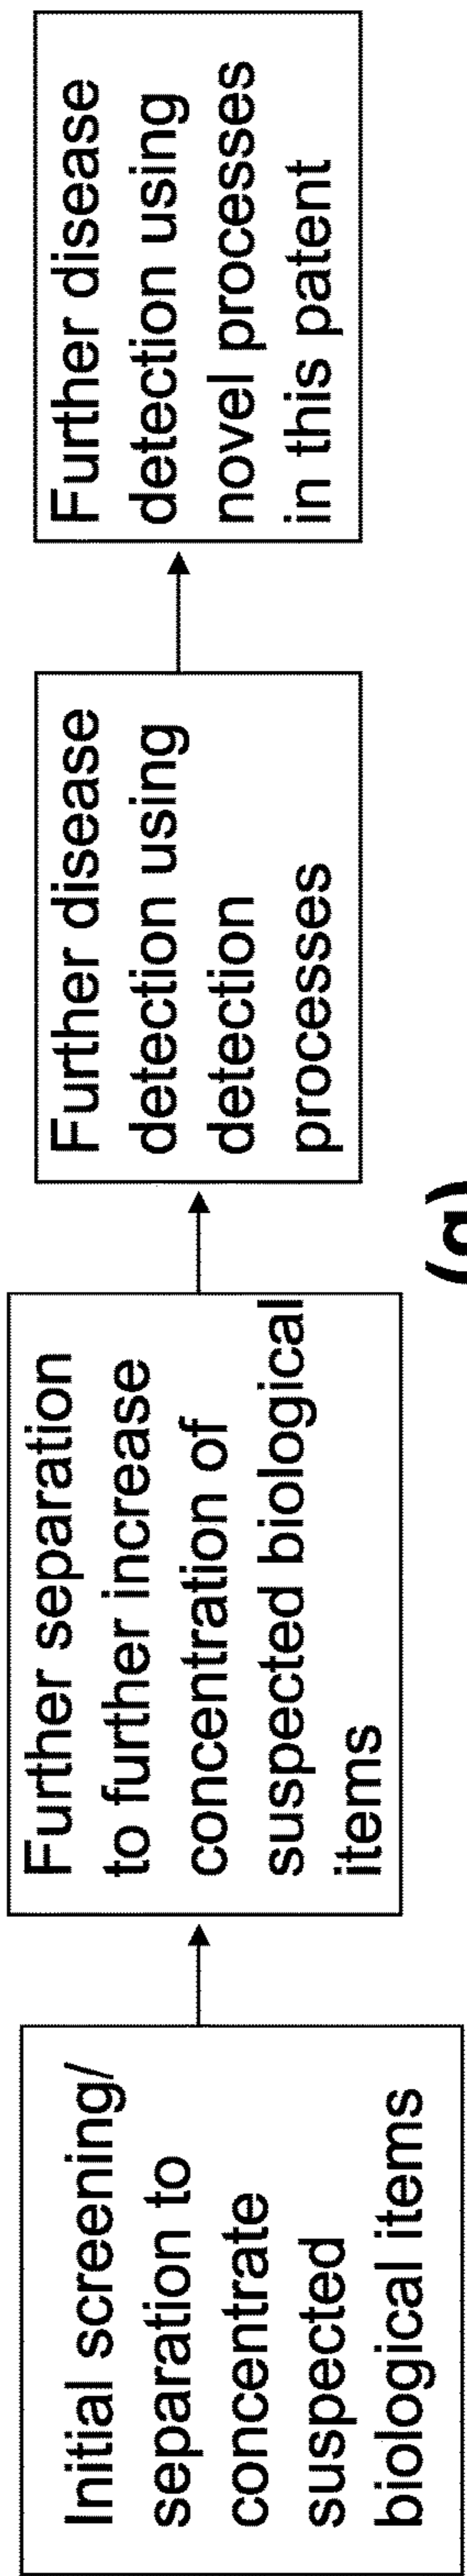 Initial screening/
separation to
concentrate
suspected
biological items
Further separation
to further increase
concentration of
suspected biological
items
Further disease
detection using
detection
processes
Further disease
detection using
novel processes
in this patent